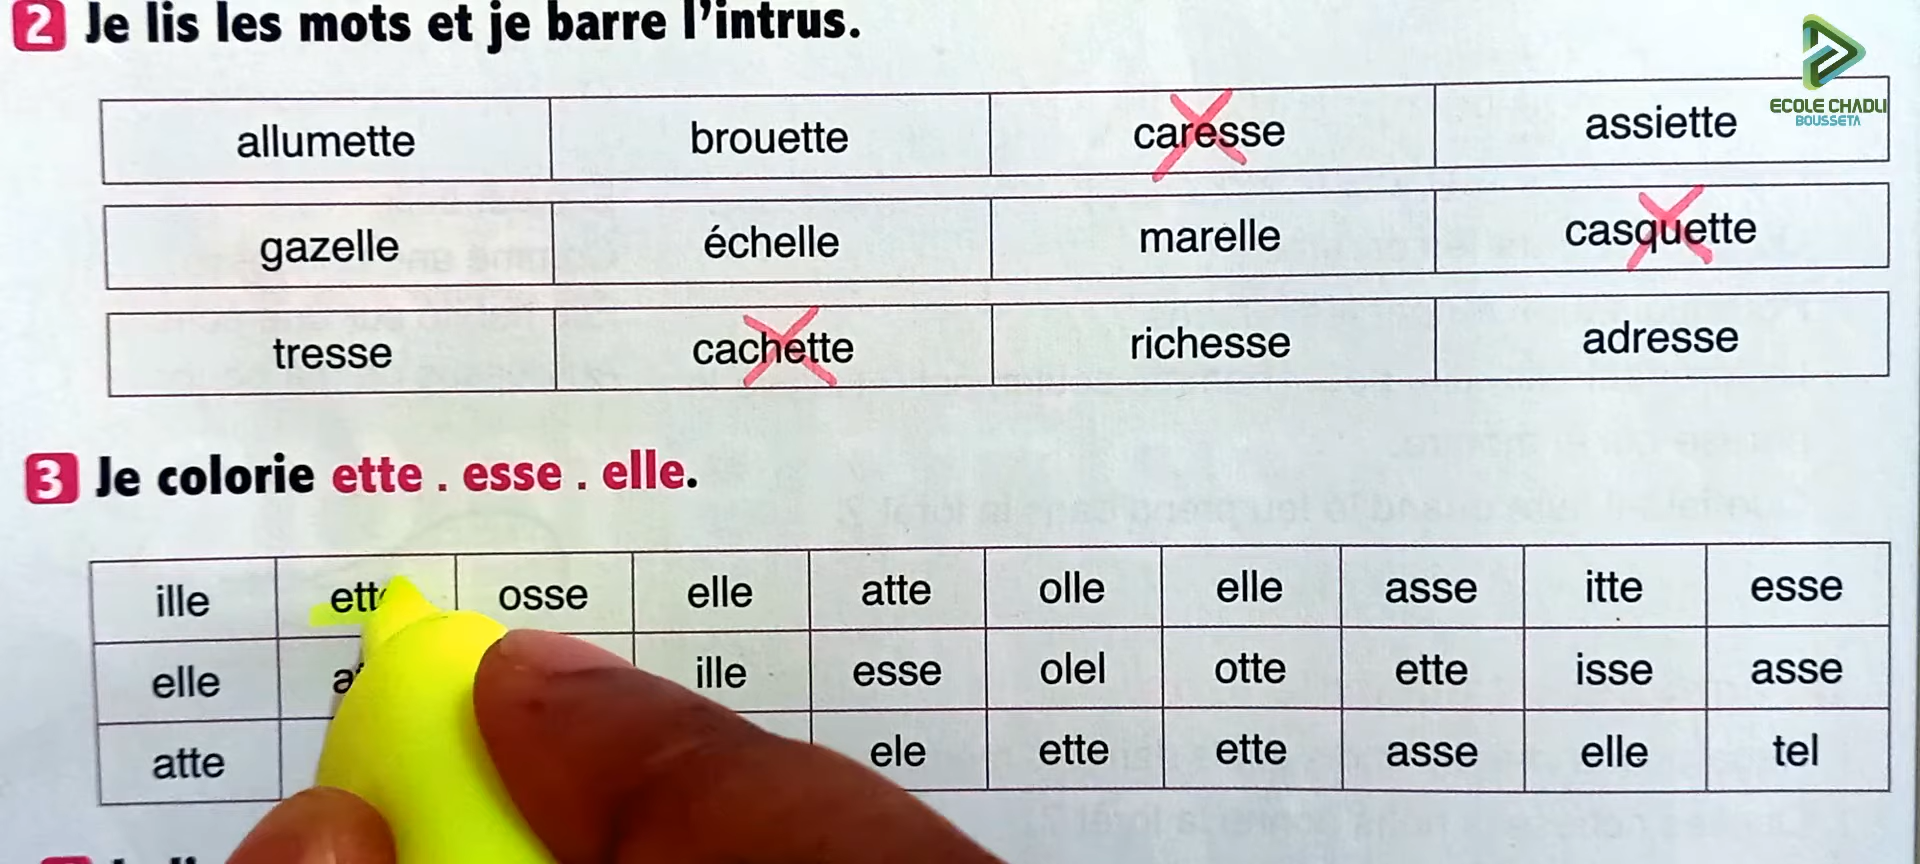 2 Je lis les mots et je barre l'intrus.
ECOLE CHADLI
BOUSSETA
allumette brouette caresse assiette
gazelle échelle marelle casquette
tresse cachette richesse adresse
3 Je colorie ette . esse . elle.
ille osse elle atte olle elle asse itte esse
elle ille esse olel otte ette isse asse
atte ele ette ette asse elle tel